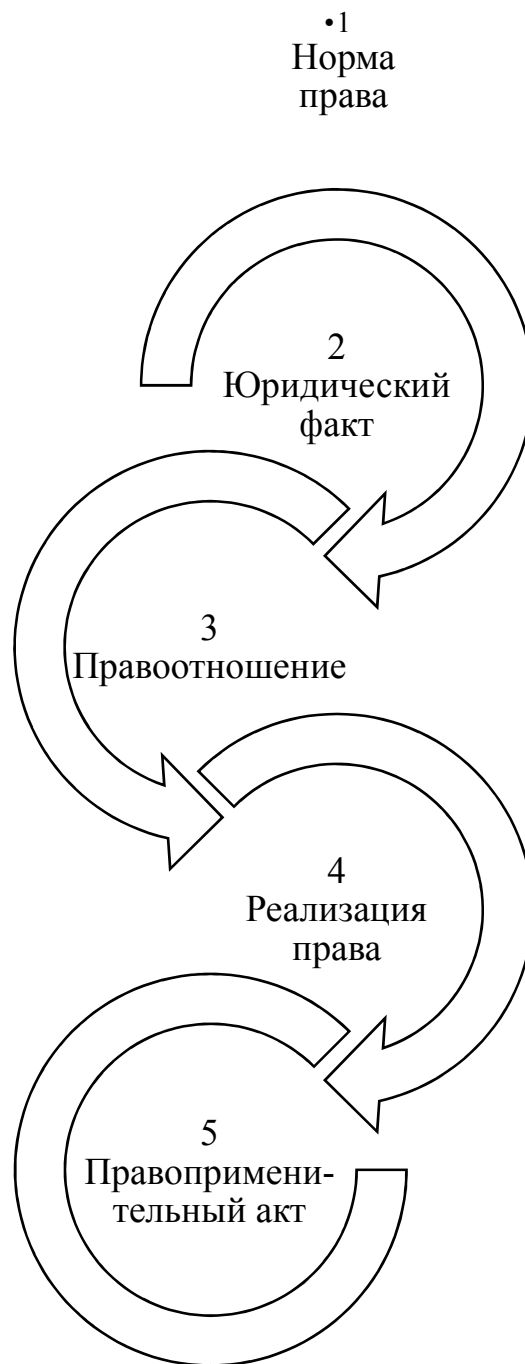 •1
Норма
права
2
Юридический
факт
3
Правоотношение
4
Реализация
права
5
Правопримени-
тельный акт